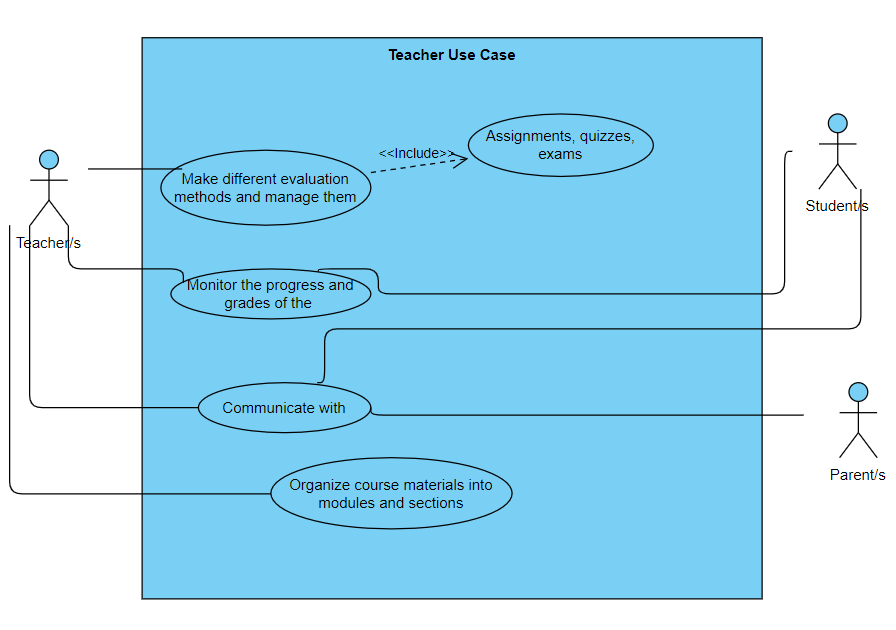 Teacher Use Case
<<Include>>
Assignments, quizzes,
exams
Make different evaluation
methods and manage them
Student/s
Teacher/s
Monitor the progress and
grades of the
Communicate with
Parent/s
Organize course materials into
modules and sections